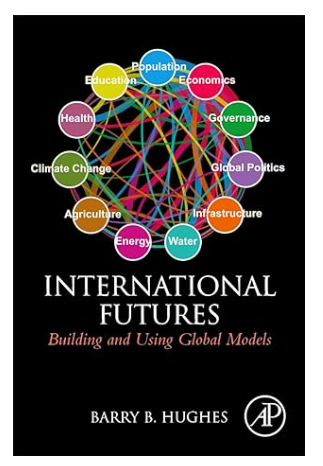 Population
Education
Economics
Health
Governance
Climate Change
Global Politics
Agriculture
Infrastructure
Energy
Water
INTERNATIONAL
FUTURES
Building and Using Global Models
BARRY B. HUGHES
AP